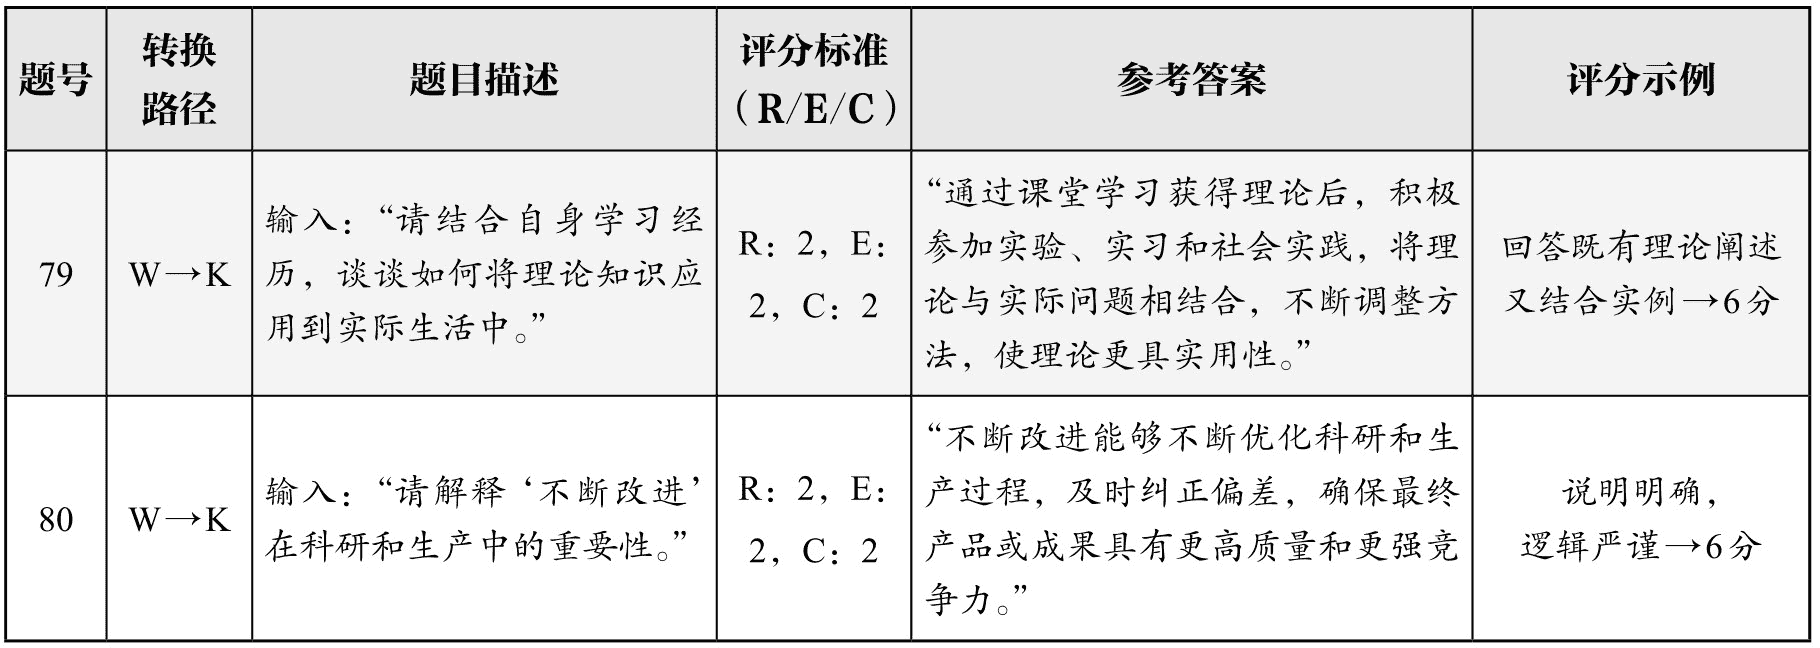 题号
转换
路径
题目描述
评分标准
（R/E/C）
参考答案
评分示例
79
W→K
输入：“请结合自身学习经
历，谈谈如何将理论知识应
用到实际生活中。”
R：2，E：
2，C：2
“通过课堂学习获得理论后，积极
参加实验、实习和社会实践，将理
论与实际问题相结合，不断调整方
法，使理论更具实用性。”
回答既有理论阐述
又结合实例→6分
80
W→K
输入：“请解释‘不断改进’
在科研和生产中的重要性。”
R：2，E：
2，C：2
“不断改进能够不断优化科研和生
产过程，及时纠正偏差，确保最终
产品或成果具有更高质量和更强竞
争力。”
说明明确，
逻辑严谨→6分